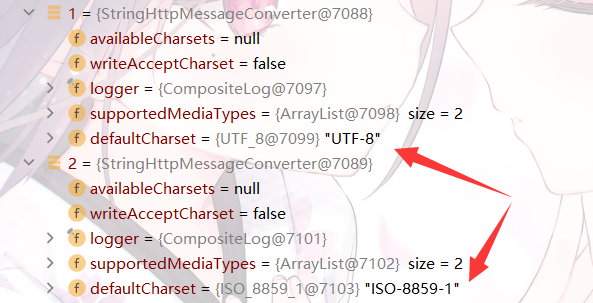 1 = {StringHttpMessageConverter@7088}
f availableCharsets = null
f writeAcceptCharset = false
f logger = {CompositeLog@7097}
f supportedMediaTypes = {ArrayList@7098} size = 2
f defaultCharset = {UTF_8@7099} "UTF-8"
2 = {StringHttpMessageConverter@7089}
f availableCharsets = null
f writeAcceptCharset = false
f logger = {CompositeLog@7101}
f supportedMediaTypes = {ArrayList@7102} size = 2
f defaultCharset = {ISO_8859_1@7103} "ISO-8859-1"